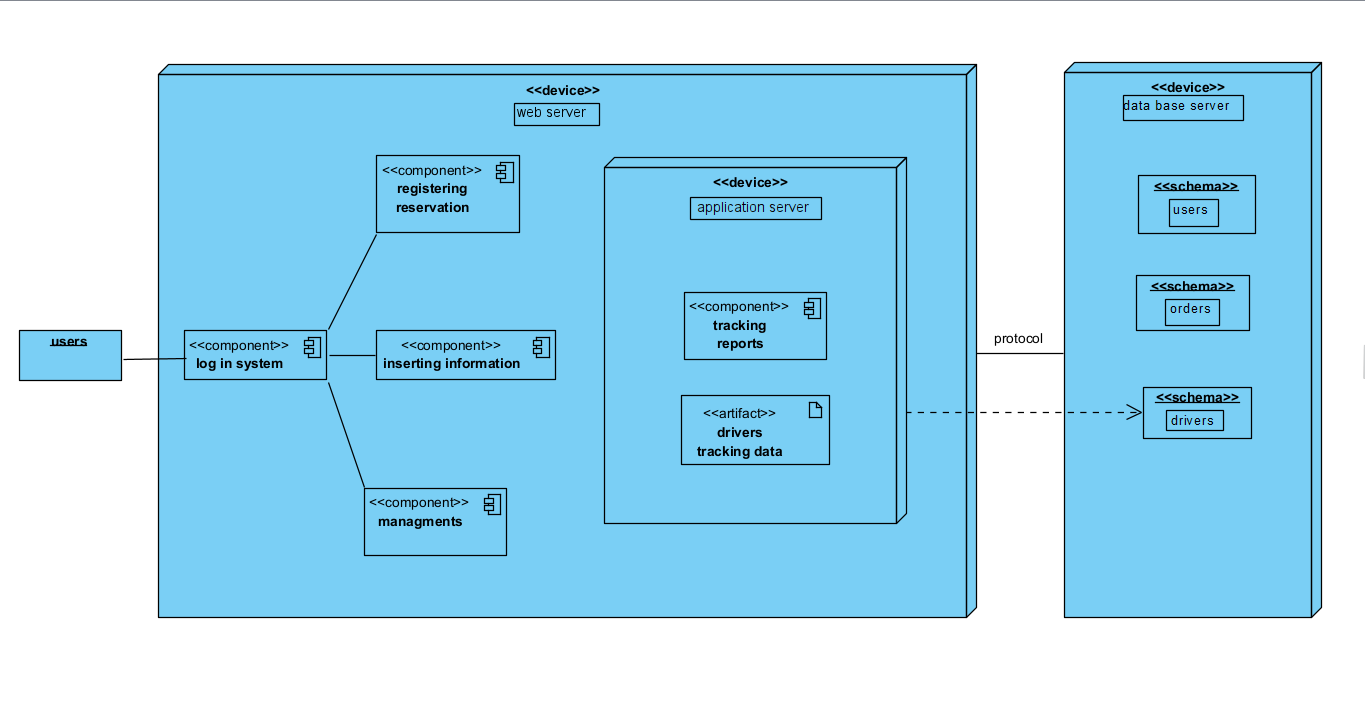 <<device>>
web server
<<component>>
registering
reservation
<<device>>
application server
<<component>>
tracking
reports
users
<<component>>
log in system
<<component>>
inserting information
<<artifact>>
drivers
tracking data
<<component>>
managments
protocol
<<device>>
data base server
<<schema>>
users
<<schema>>
orders
<<schema>>
drivers